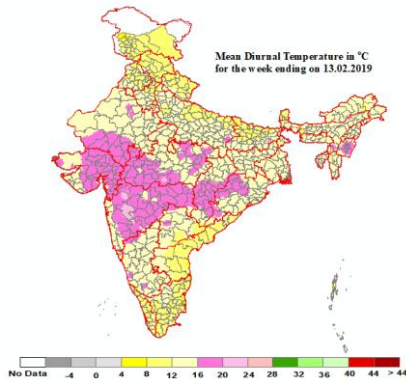 Mean Diurnal Temperature in °C
for the week ending on 13.02.2019
No Data -4 0 4 8 12 16 20 24 28 32 36 40 44 > 44